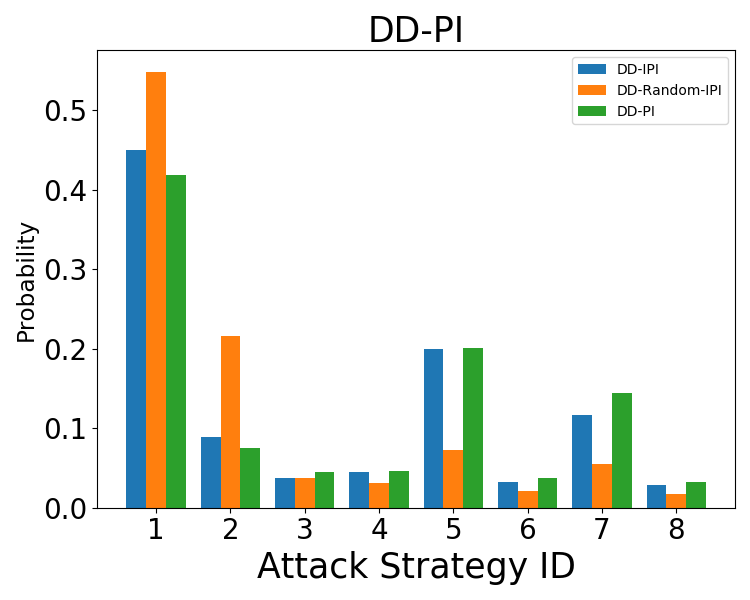 DD-PI
DD-IPI
DD-Random-IPI
DD-PI
Probability
0.5
0.4
0.3
0.2
0.1
0.0
1 2 3 4 5 6 7 8
Attack Strategy ID